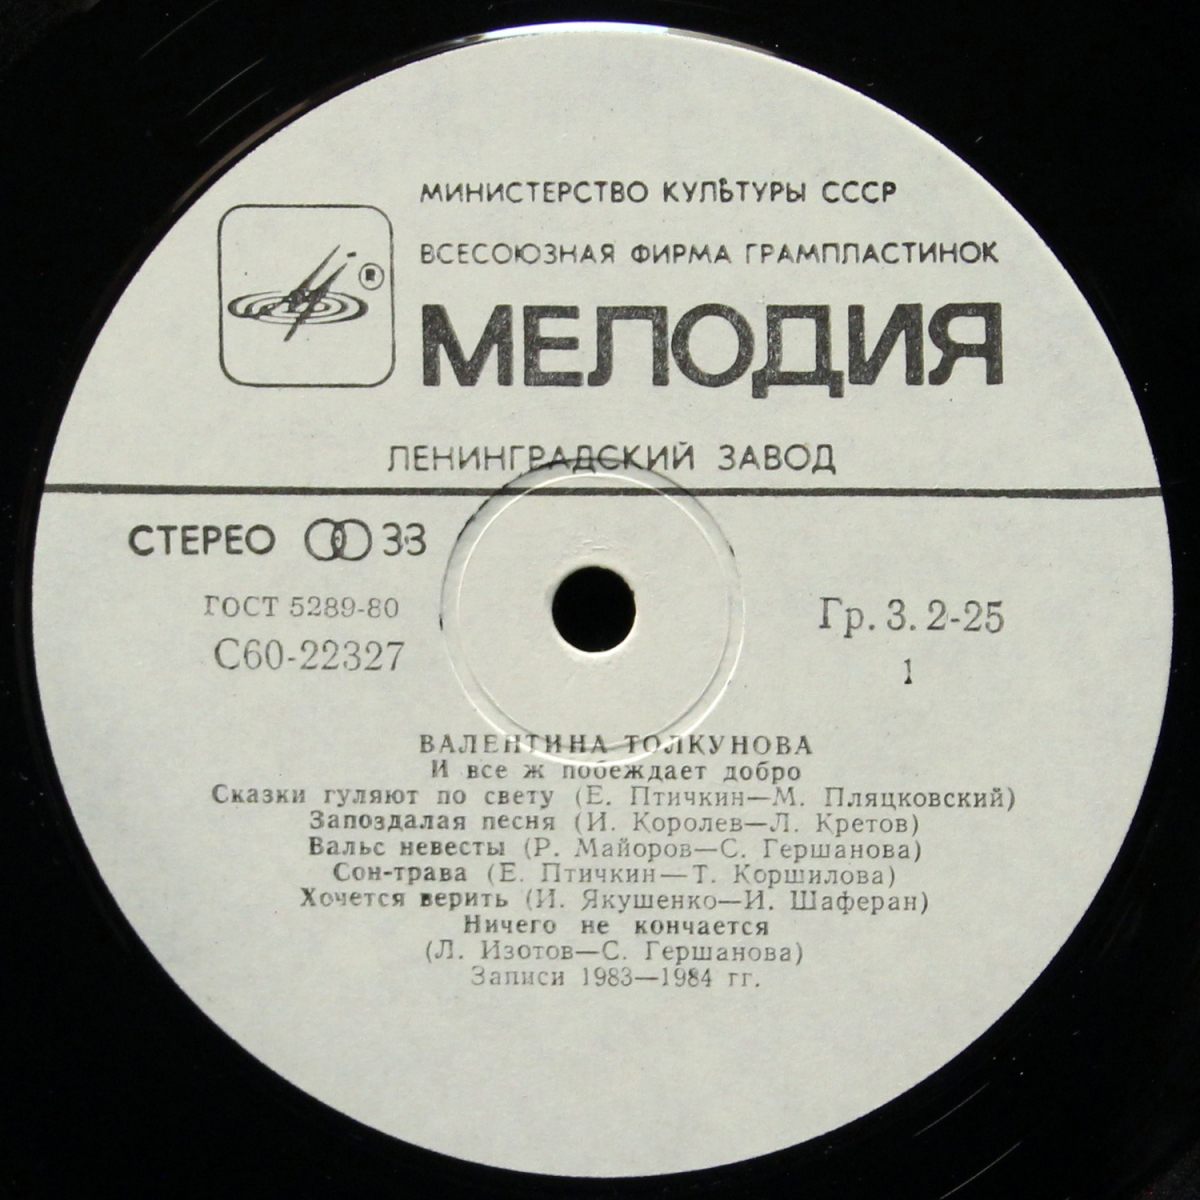 МИНИСТЕРСТВО КУЛЬТУРЫ СССР
ВСЕСОЮЗНАЯ ФИРМА ГРАМПЛАСТИНОК
®
МЕЛОДИЯ
ЛЕНИНГРАДСКИЙ ЗАВОД
СТЕРЕО 33
ГОСТ 5289-80
С60-22327
Гр. 3. 2-25
1
ВАЛЕНТИНА ТОЛКУНОВА
И все ж побеждает добро
Сказки гуляют по свету (Е. Птичкин—М. Пляцковский)
Запоздалая песня (И. Королев—Л. Кретов)
Вальс невесты (Р. Майоров—С. Гершанова)
Сон-трава (Е. Птичкин—Т. Коршилова)
Хочется верить (И. Якушенко—И. Шаферан)
Ничего не кончается
(Л. Изотов—С. Гершанова)
Записи 1983—1984 гг.